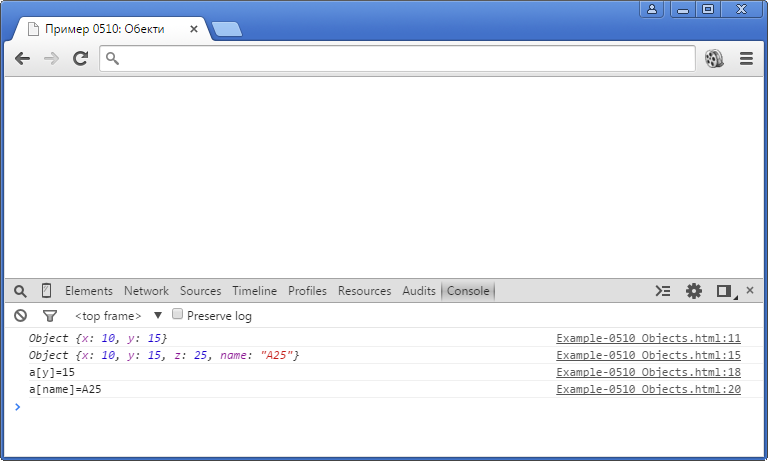 Пример 0510: Обекти
Elements Network Sources Timeline Profiles Resources Audits Console
<top frame> Preserve log
Object {x: 10, y: 15} Example-0510 Objects.html:11
Object {x: 10, y: 15, z: 25, name: "A25"} Example-0510 Objects.html:15
a[y]=15 Example-0510 Objects.html:18
a[name]=A25 Example-0510 Objects.html:20